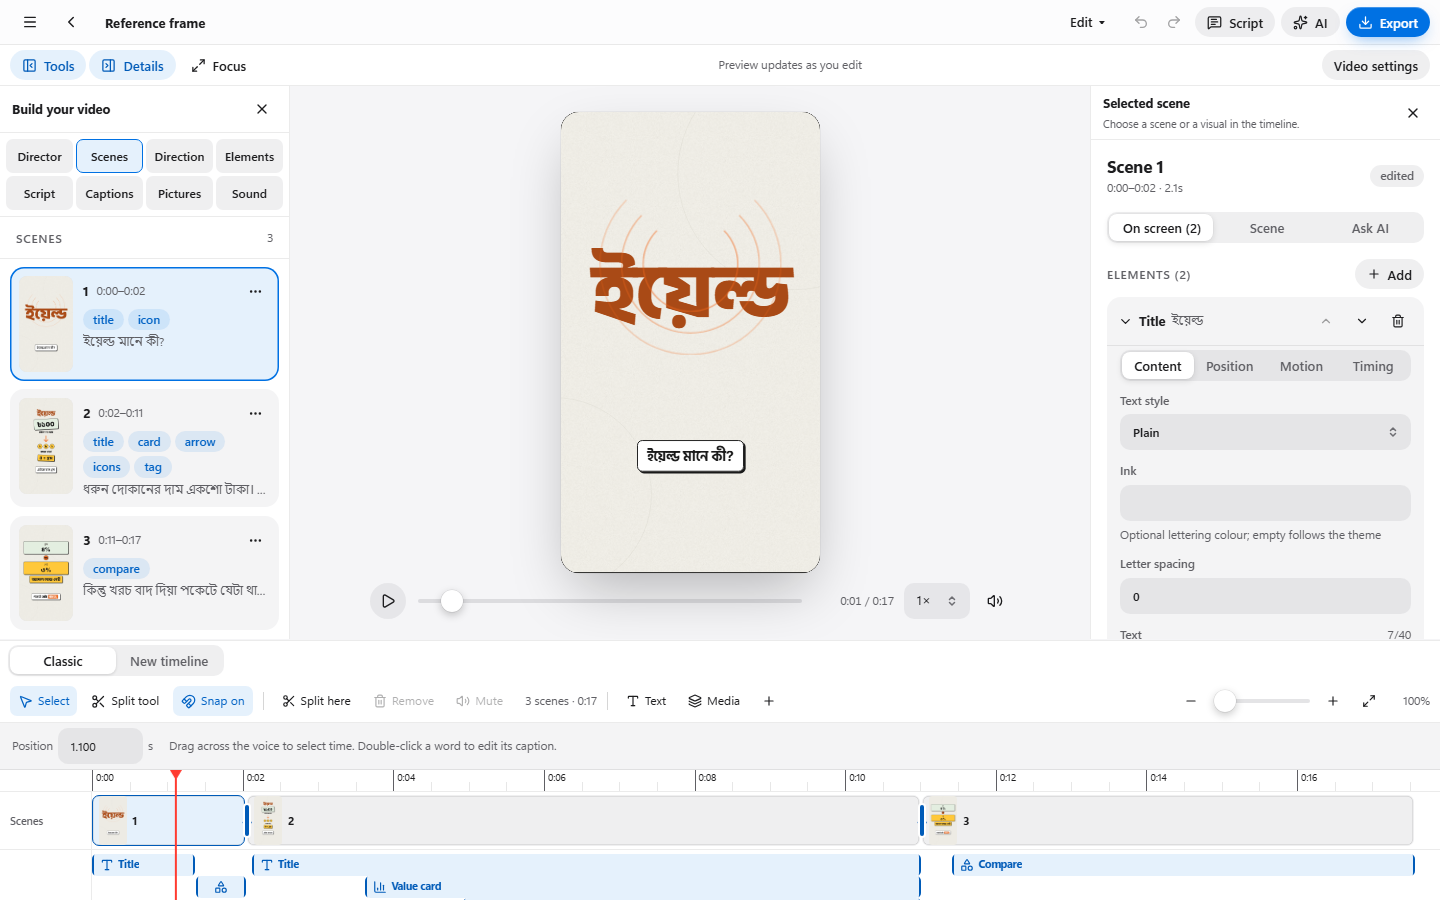 Reference frame
Edit
Script
AI
Export
Tools
Details
Focus
Preview updates as you edit
Video settings
Build your video
Director
Scenes
Direction
Elements
Script
Captions
Pictures
Sound
SCENES
3
1 0:00–0:02
title icon
ইয়েল্ড মানে কী?
2 0:02–0:11
title card arrow
icons tag
ধরুন দোকানের দাম একশো টাকা। ...
3 0:11–0:17
compare
কিন্তু খরচ বাদ দিয়া পকেটে যেটা থা...
ইয়েল্ড
ইয়েল্ড মানে কী?
0:01 / 0:17
1×
Selected scene
Choose a scene or a visual in the timeline.
Scene 1
0:00–0:02 · 2.1s
edited
On screen (2)
Scene
Ask AI
ELEMENTS (2)
Add
Title ইয়েল্ড
Content
Position
Motion
Timing
Text style
Plain
Ink
Optional lettering colour; empty follows the theme
Letter spacing
0
Text
7/40
Classic
New timeline
Select
Split tool
Snap on
Split here
Remove
Mute
3 scenes · 0:17
Text
Media
100%
Position 1.100 s
Drag across the voice to select time. Double-click a word to edit its caption.
0:00 0:02 0:04 0:06 0:08 0:10 0:12 0:14 0:16
Scenes
1
2
3
Title
Title
Compare
Value card